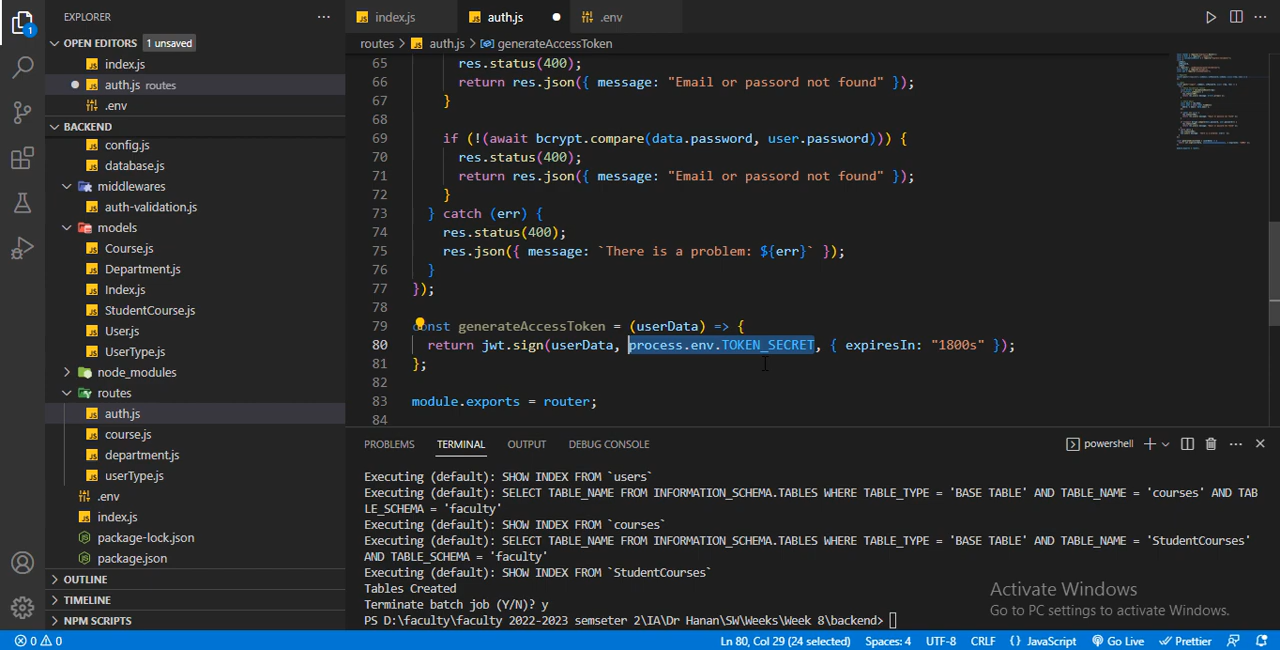 EXPLORER
OPEN EDITORS 1 unsaved
index.js
auth.js routes
.env
BACKEND
config.js
database.js
middlewares
auth-validation.js
models
Course.js
Department.js
Index.js
StudentCourse.js
User.js
UserType.js
node_modules
routes
auth.js
course.js
department.js
userType.js
.env
index.js
package-lock.json
package.json
OUTLINE
TIMELINE
NPM SCRIPTS
index.js auth.js .env
routes > auth.js > generateAccessToken
65 res.status(400);
66 return res.json({ message: "Email or passord not found" });
67 }
68
69 if (!(await bcrypt.compare(data.password, user.password))) {
70 res.status(400);
71 return res.json({ message: "Email or passord not found" });
72 }
73 } catch (err) {
74 res.status(400);
75 res.json({ message: `There is a problem: ${err}` });
76 }
77 });
78
79 const generateAccessToken = (userData) => {
80 return jwt.sign(userData, process.env.TOKEN_SECRET, { expiresIn: "1800s" });
81 };
82
83 module.exports = router;
84
PROBLEMS TERMINAL OUTPUT DEBUG CONSOLE powershell
Executing (default): SHOW INDEX FROM `users`
Executing (default): SELECT TABLE_NAME FROM INFORMATION_SCHEMA.TABLES WHERE TABLE_TYPE = 'BASE TABLE' AND TABLE_NAME = 'courses' AND TAB
LE_SCHEMA = 'faculty'
Executing (default): SHOW INDEX FROM `courses`
Executing (default): SELECT TABLE_NAME FROM INFORMATION_SCHEMA.TABLES WHERE TABLE_TYPE = 'BASE TABLE' AND TABLE_NAME = 'StudentCourses'
AND TABLE_SCHEMA = 'faculty'
Executing (default): SHOW INDEX FROM `StudentCourses`
Tables Created
Terminate batch job (Y/N)? y
PS D:\faculty\faculty 2022-2023 semseter 2\IA\Dr Hanan\SW\Weeks\Week 8\backend>
Activate Windows
Go to PC settings to activate Windows.
0 0 Ln 80, Col 29 (24 selected) Spaces: 4 UTF-8 CRLF {} JavaScript Go Live Prettier